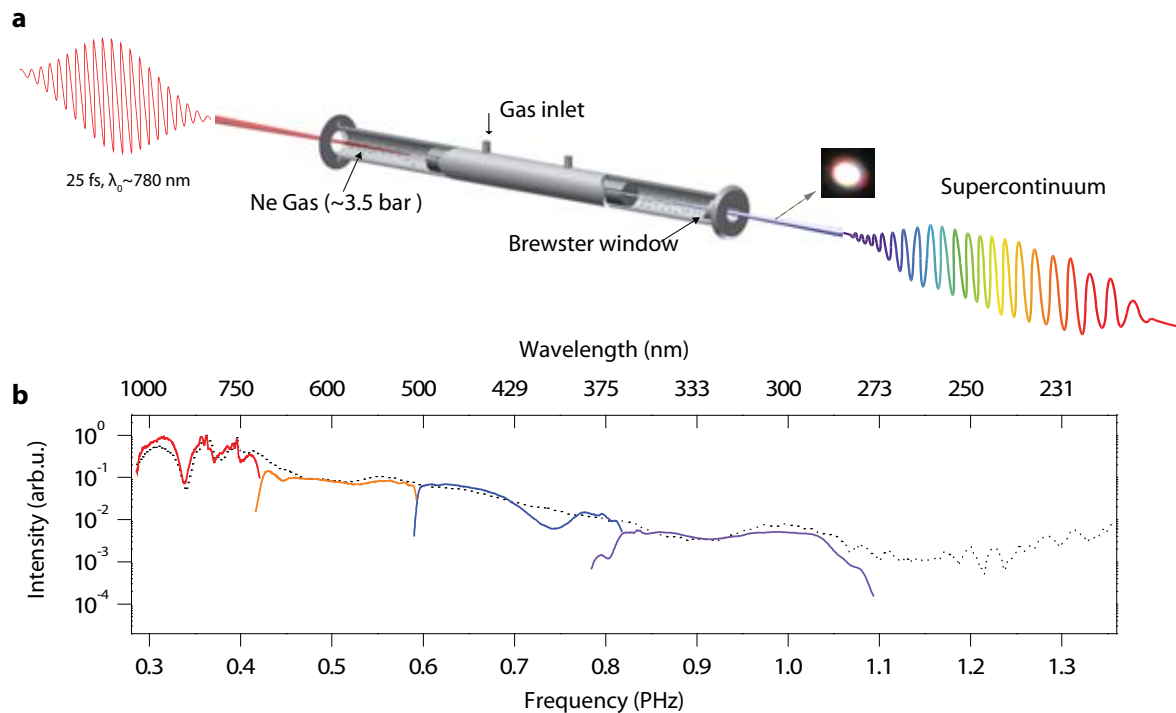 a
Gas inlet
25 fs, λ₀~780 nm
Ne Gas (~3.5 bar )
Supercontinuum
Brewster window
Wavelength (nm)
1000 750 600 500 429 375 333 300 273 250 231
b
10⁰
10⁻¹
10⁻²
10⁻³
10⁻⁴
Intensity (arb.u.)
0.3 0.4 0.5 0.6 0.7 0.8 0.9 1.0 1.1 1.2 1.3
Frequency (PHz)